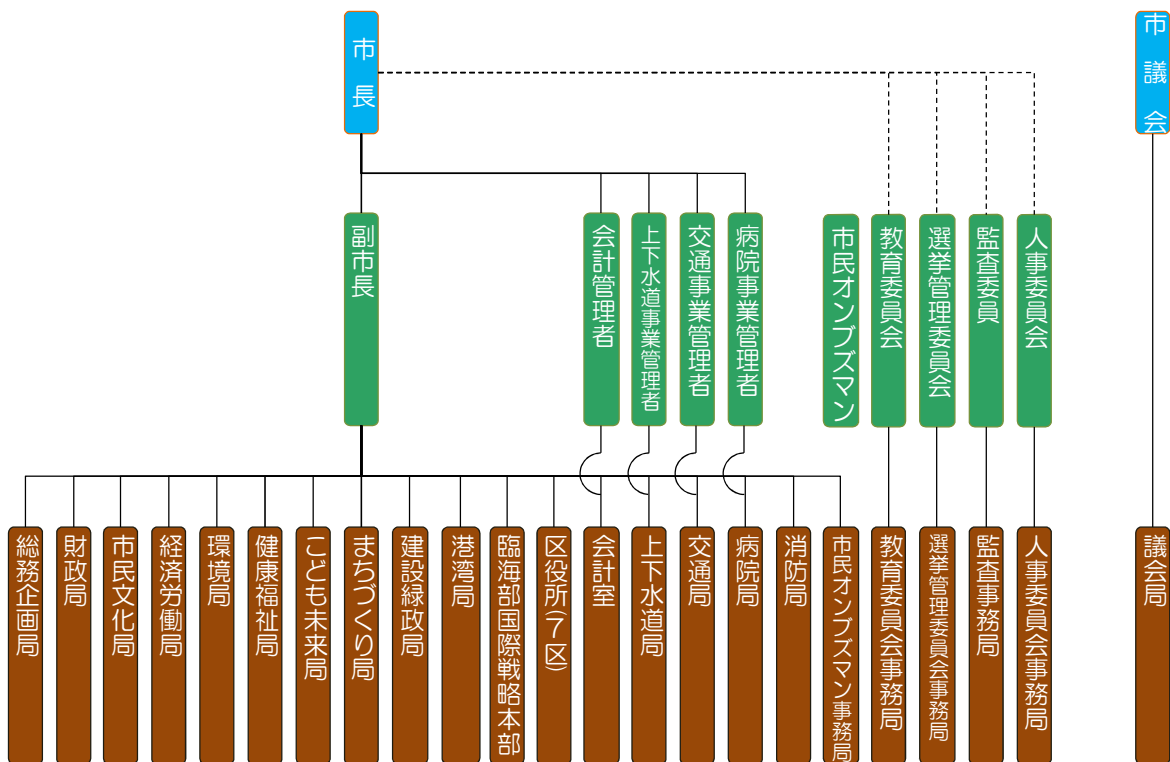 市長
市議会
副市長
会計管理者
上下水道事業管理者
交通事業管理者
病院事業管理者
市民オンブズマン
教育委員会
選挙管理委員会
監査委員
人事委員会
総務企画局
財政局
市民文化局
経済労働局
環境局
健康福祉局
こども未来局
まちづくり局
建設緑政局
港湾局
臨海部国際戦略本部
区役所(7区)
会計室
上下水道局
交通局
病院局
消防局
市民オンブズマン事務局
教育委員会事務局
選挙管理委員会事務局
監査事務局
人事委員会事務局
議会局